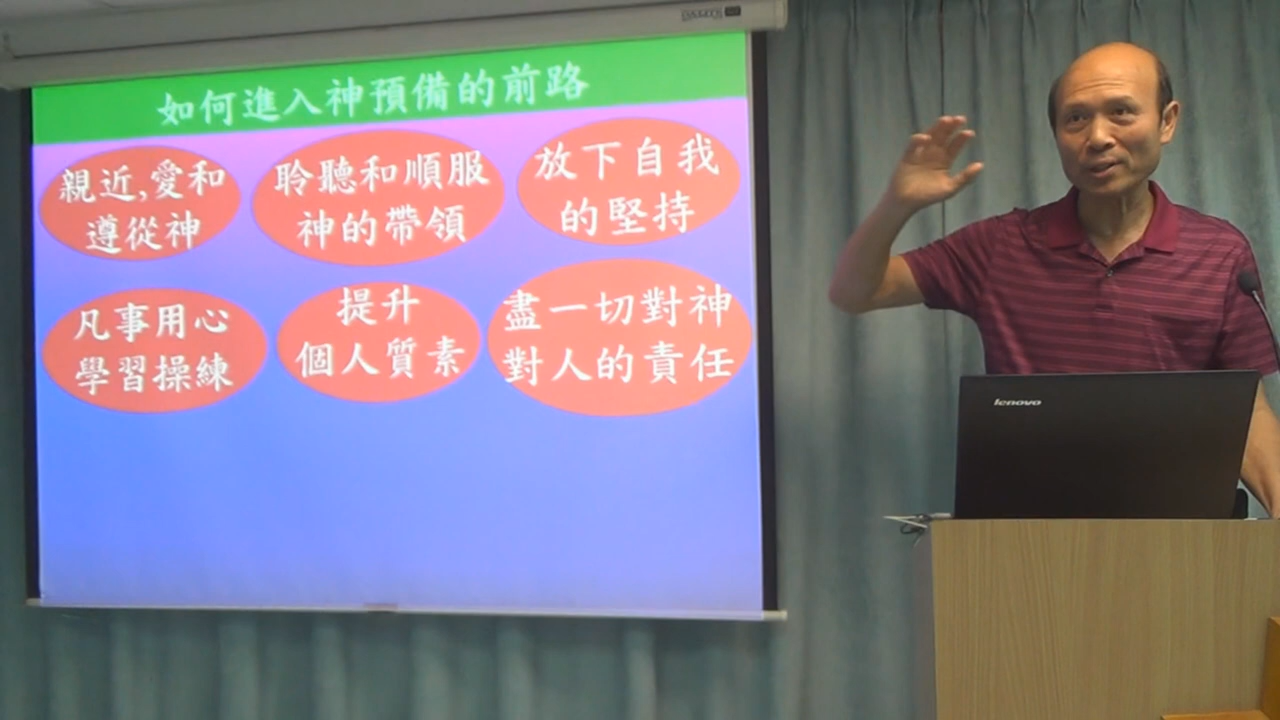 如何進入神預備的前路
親近,愛和
遵從神
聆聽和順服
神的帶領
放下自我
的堅持
凡事用心
學習操練
提升
個人質素
盡一切對神
對人的責任
lenovo